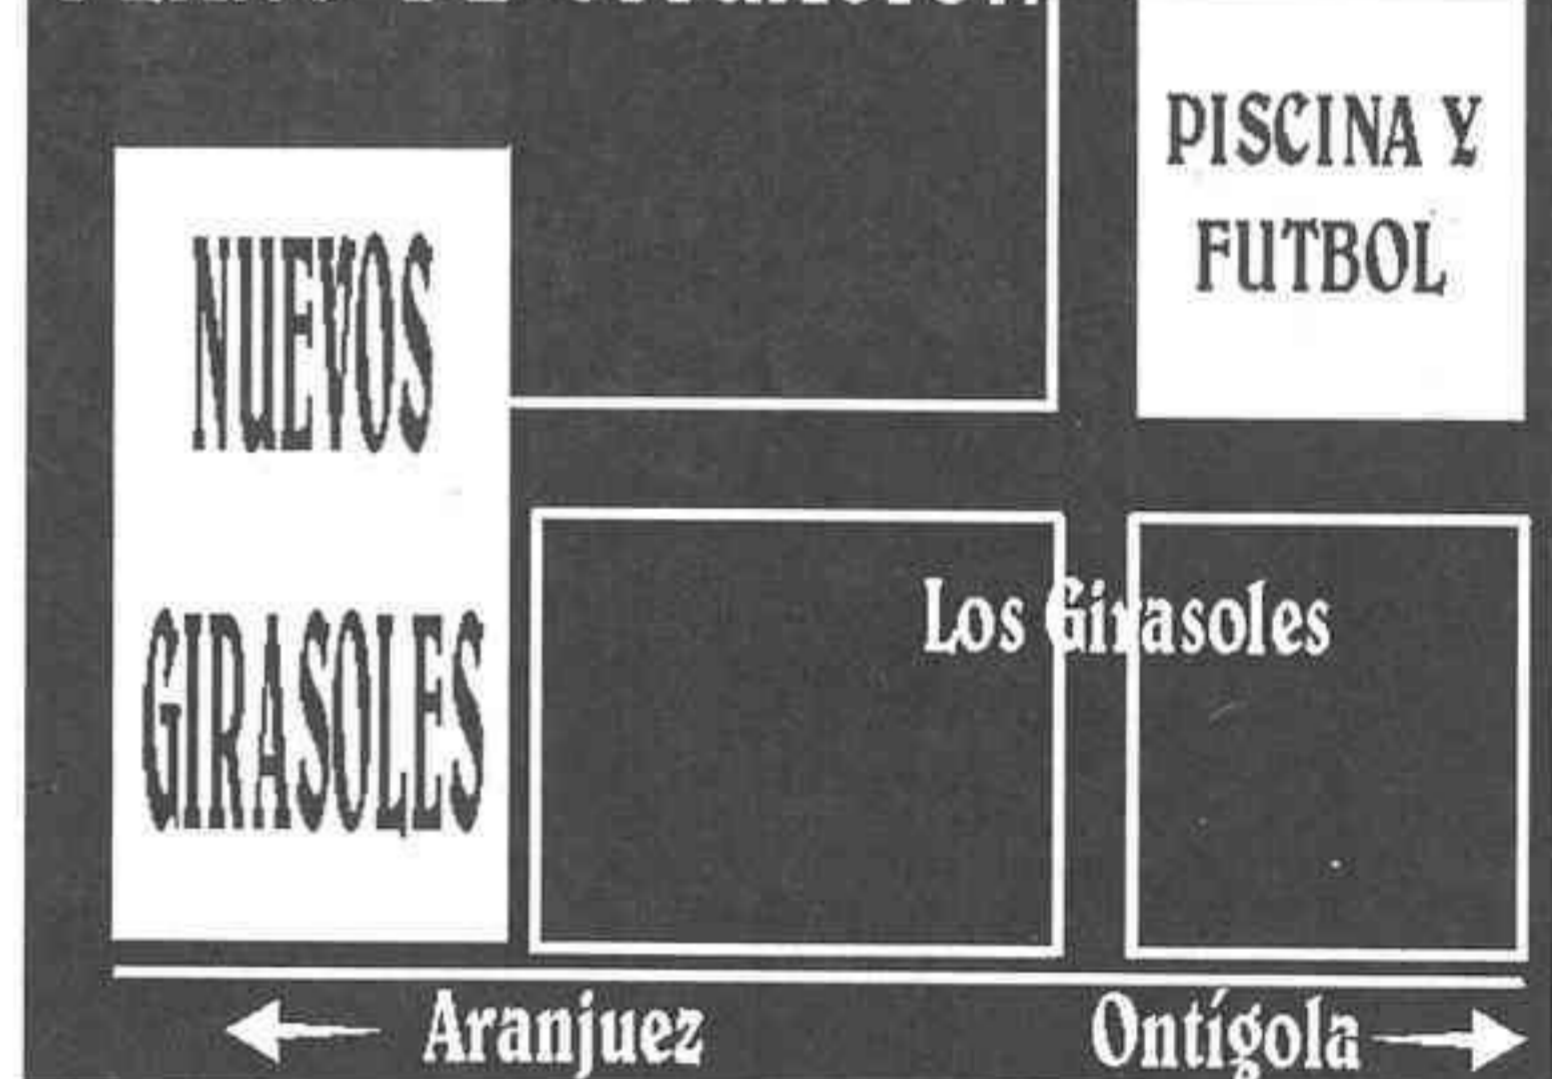 PISCINA Y
FUTBOL
NUEVOS
GIRASOLES
Los Girasoles
Aranjuez
Ontígola